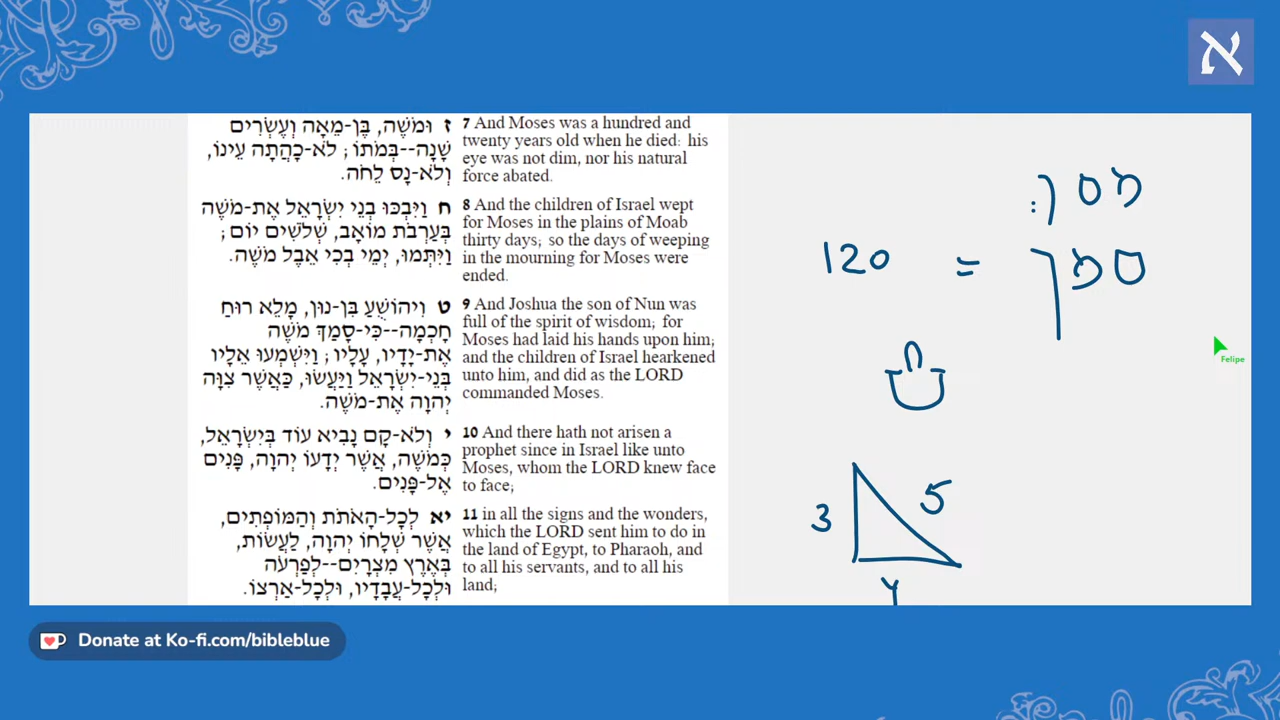 א
ז וּמֹשֶׁה, בֶּן-מֵאָה וְעֶשְׂרִים
שָׁנָה--בְּמֹתוֹ; לֹא-כָהֲתָה עֵינוֹ,
וְלֹא-נָס לֵחֹה.
7 And Moses was a hundred and
twenty years old when he died: his
eye was not dim, nor his natural
force abated.
ח וַיִּבְכּוּ בְנֵי יִשְׂרָאֵל אֶת-מֹשֶׁה
בְּעַרְבֹת מוֹאָב, שְׁלֹשִׁים יוֹם;
וַיִּתְּמוּ, יְמֵי בְכִי אֵבֶל מֹשֶׁה.
8 And the children of Israel wept
for Moses in the plains of Moab
thirty days; so the days of weeping
in the mourning for Moses were
ended.
ט וִיהוֹשֻׁעַ בִּן-נוּן, מָלֵא רוּחַ
חָכְמָה--כִּי-סָמַךְ מֹשֶׁה
אֶת-יָדָיו, עָלָיו; וַיִּשְׁמְעוּ אֵלָיו
בְּנֵי-יִשְׂרָאֵל וַיַּעֲשׂוּ, כַּאֲשֶׁר צִוָּה
יְהוָה אֶת-מֹשֶׁה.
9 And Joshua the son of Nun was
full of the spirit of wisdom; for
Moses had laid his hands upon him;
and the children of Israel hearkened
unto him, and did as the LORD
commanded Moses.
י וְלֹא-קָם נָבִיא עוֹד בְּיִשְׂרָאֵל,
כְּמֹשֶׁה, אֲשֶׁר יְדָעוֹ יְהוָה, פָּנִים
אֶל-פָּנִים.
10 And there hath not arisen a
prophet since in Israel like unto
Moses, whom the LORD knew face
to face;
יא לְכָל-הָאֹתֹת וְהַמּוֹפְתִים,
אֲשֶׁר שְׁלָחוֹ יְהוָה, לַעֲשׂוֹת,
בְּאֶרֶץ מִצְרָיִם--לְפַרְעֹה
וּלְכָל-עֲבָדָיו, וּלְכָל-אַרְצוֹ.
11 in all the signs and the wonders,
which the LORD sent him to do in
the land of Egypt, to Pharaoh, and
to all his servants, and to all his
land;
120 = סמך
3 5
4
Felipe
Donate at Ko-fi.com/bibleblue